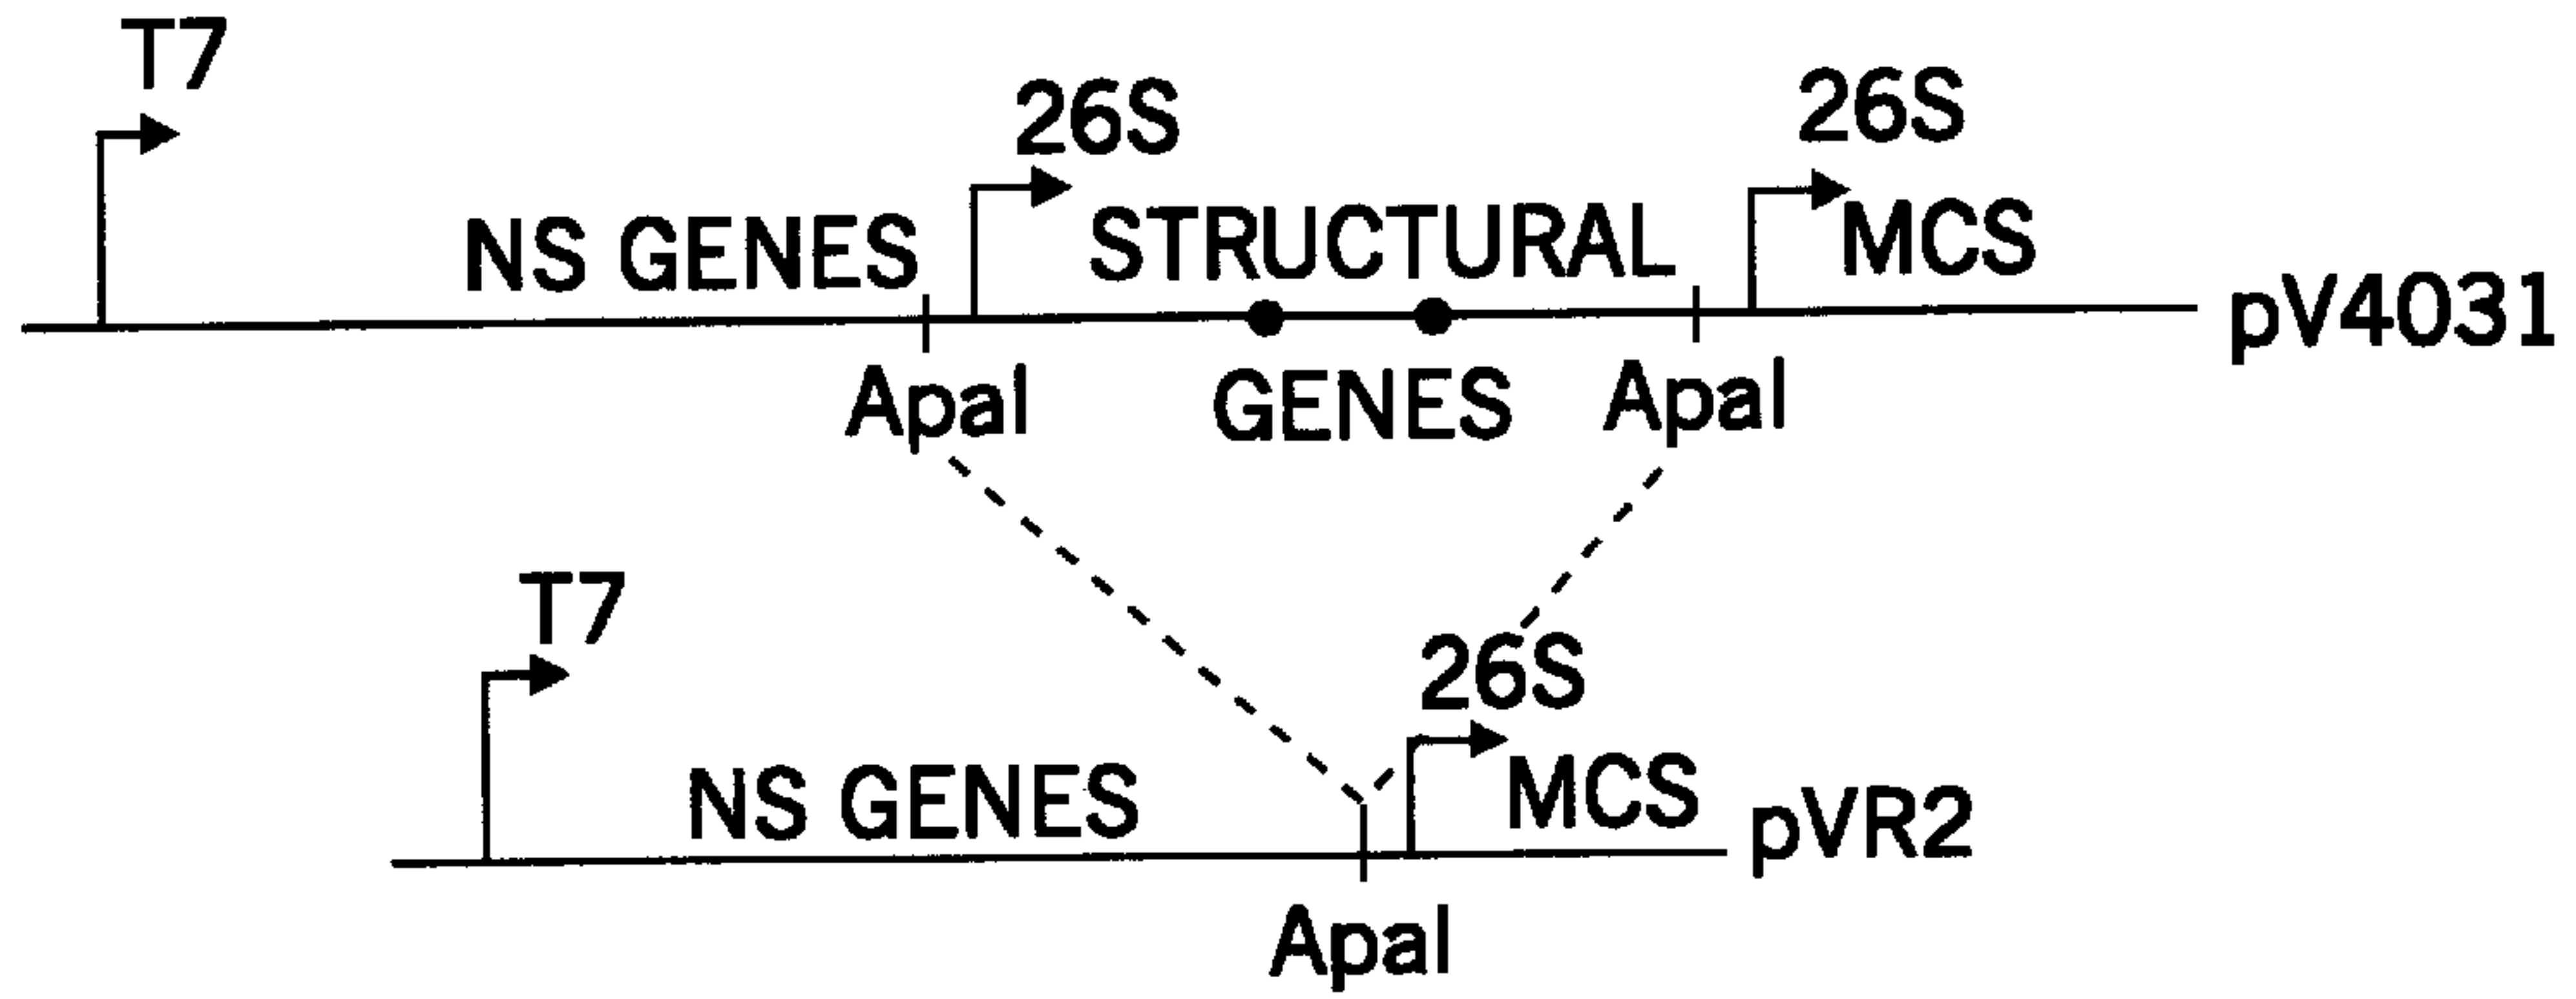 T7
26S
26S
NS GENES
STRUCTURAL
MCS
pV4031
ApaI
GENES
ApaI
T7
26S
NS GENES
MCS
pVR2
ApaI